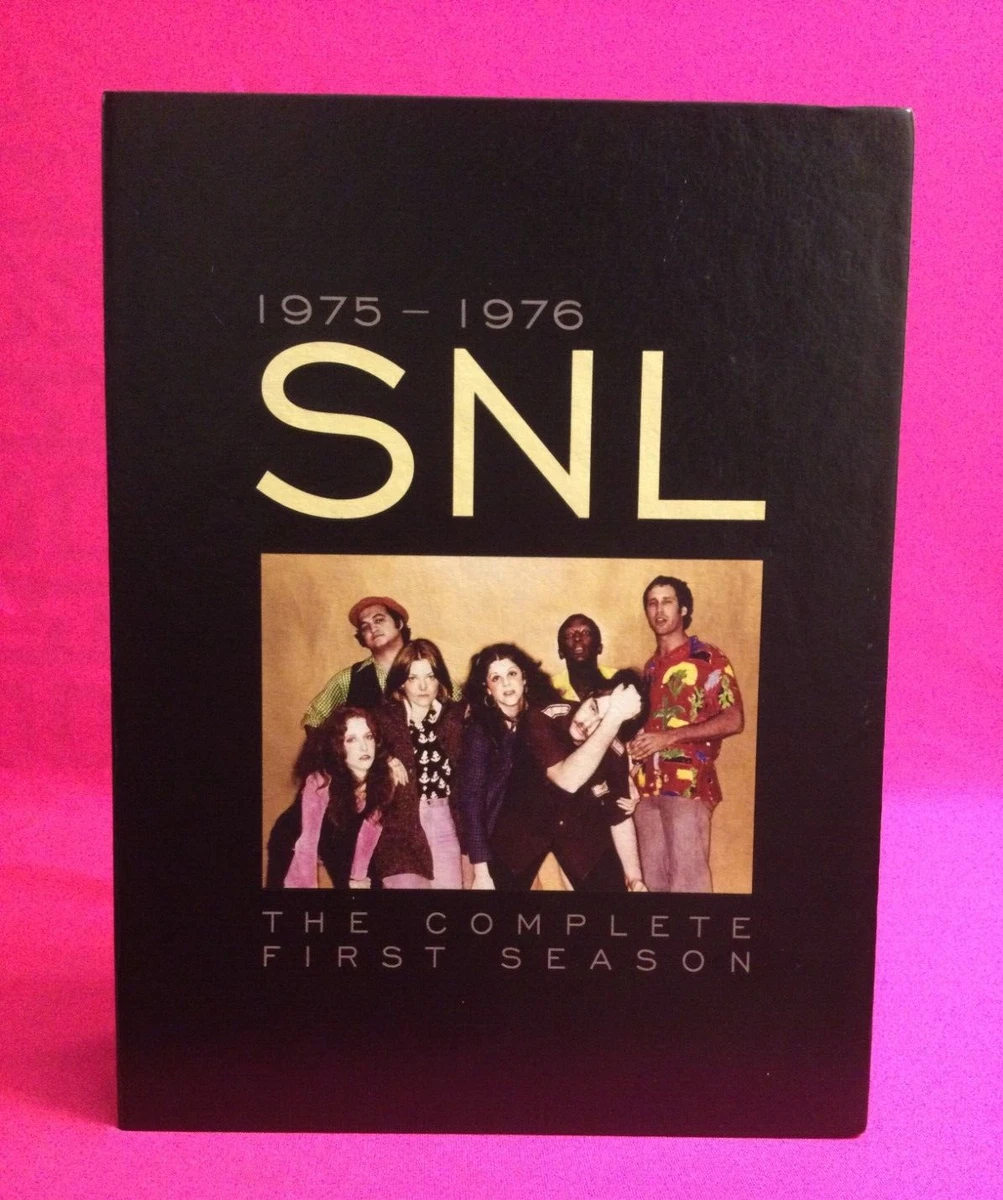 1975 – 1976
SNL
THE COMPLETE
FIRST SEASON